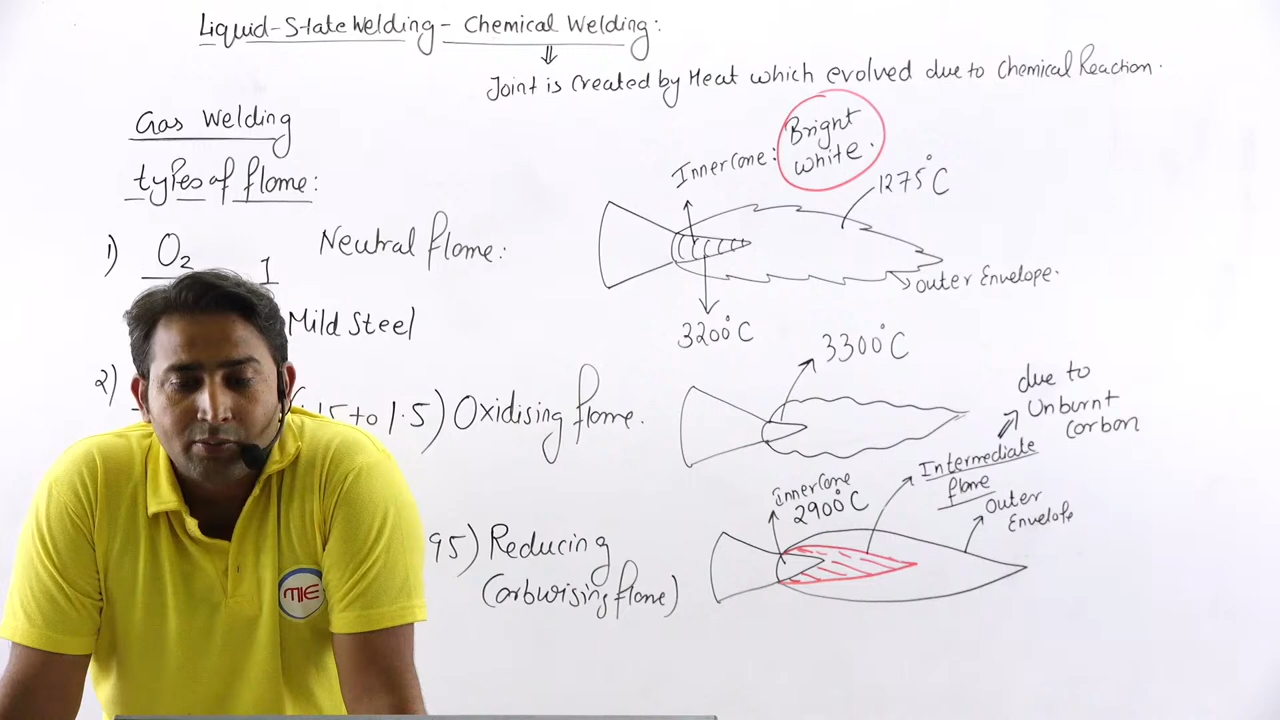 Liquid-State Welding - Chemical Welding:
⇓
Joint is Created by Heat which evolved due to Chemical Reaction.
Gas Welding
types of flame:
1) O₂ 1 Neutral flame:
Mild Steel
Inner Cone: Bright
white.
1275°C
Outer Envelope.
3200°C
2) 15 to 1.5) Oxidising flame.
3300°C
95) Reducing
Carburising flame)
inner Cone
2900°C
Intermediate
flame
due to
Unburnt
Carbon
Outer
Envelope
MIE